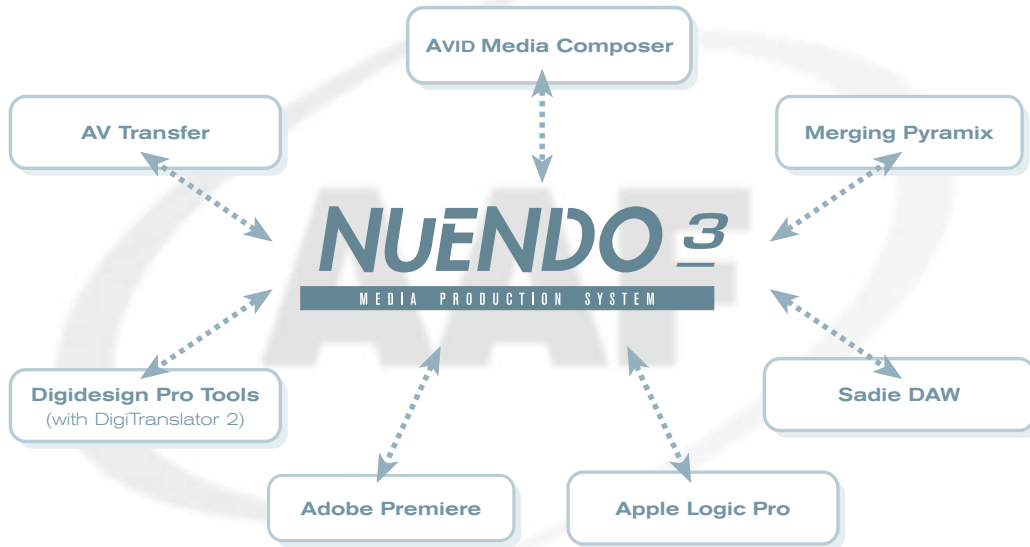 AVID Media Composer
AV Transfer
Merging Pyramix
NUENDO 3
MEDIA PRODUCTION SYSTEM
AAF
Digidesign Pro Tools
(with DigiTranslator 2)
Sadie DAW
Adobe Premiere
Apple Logic Pro